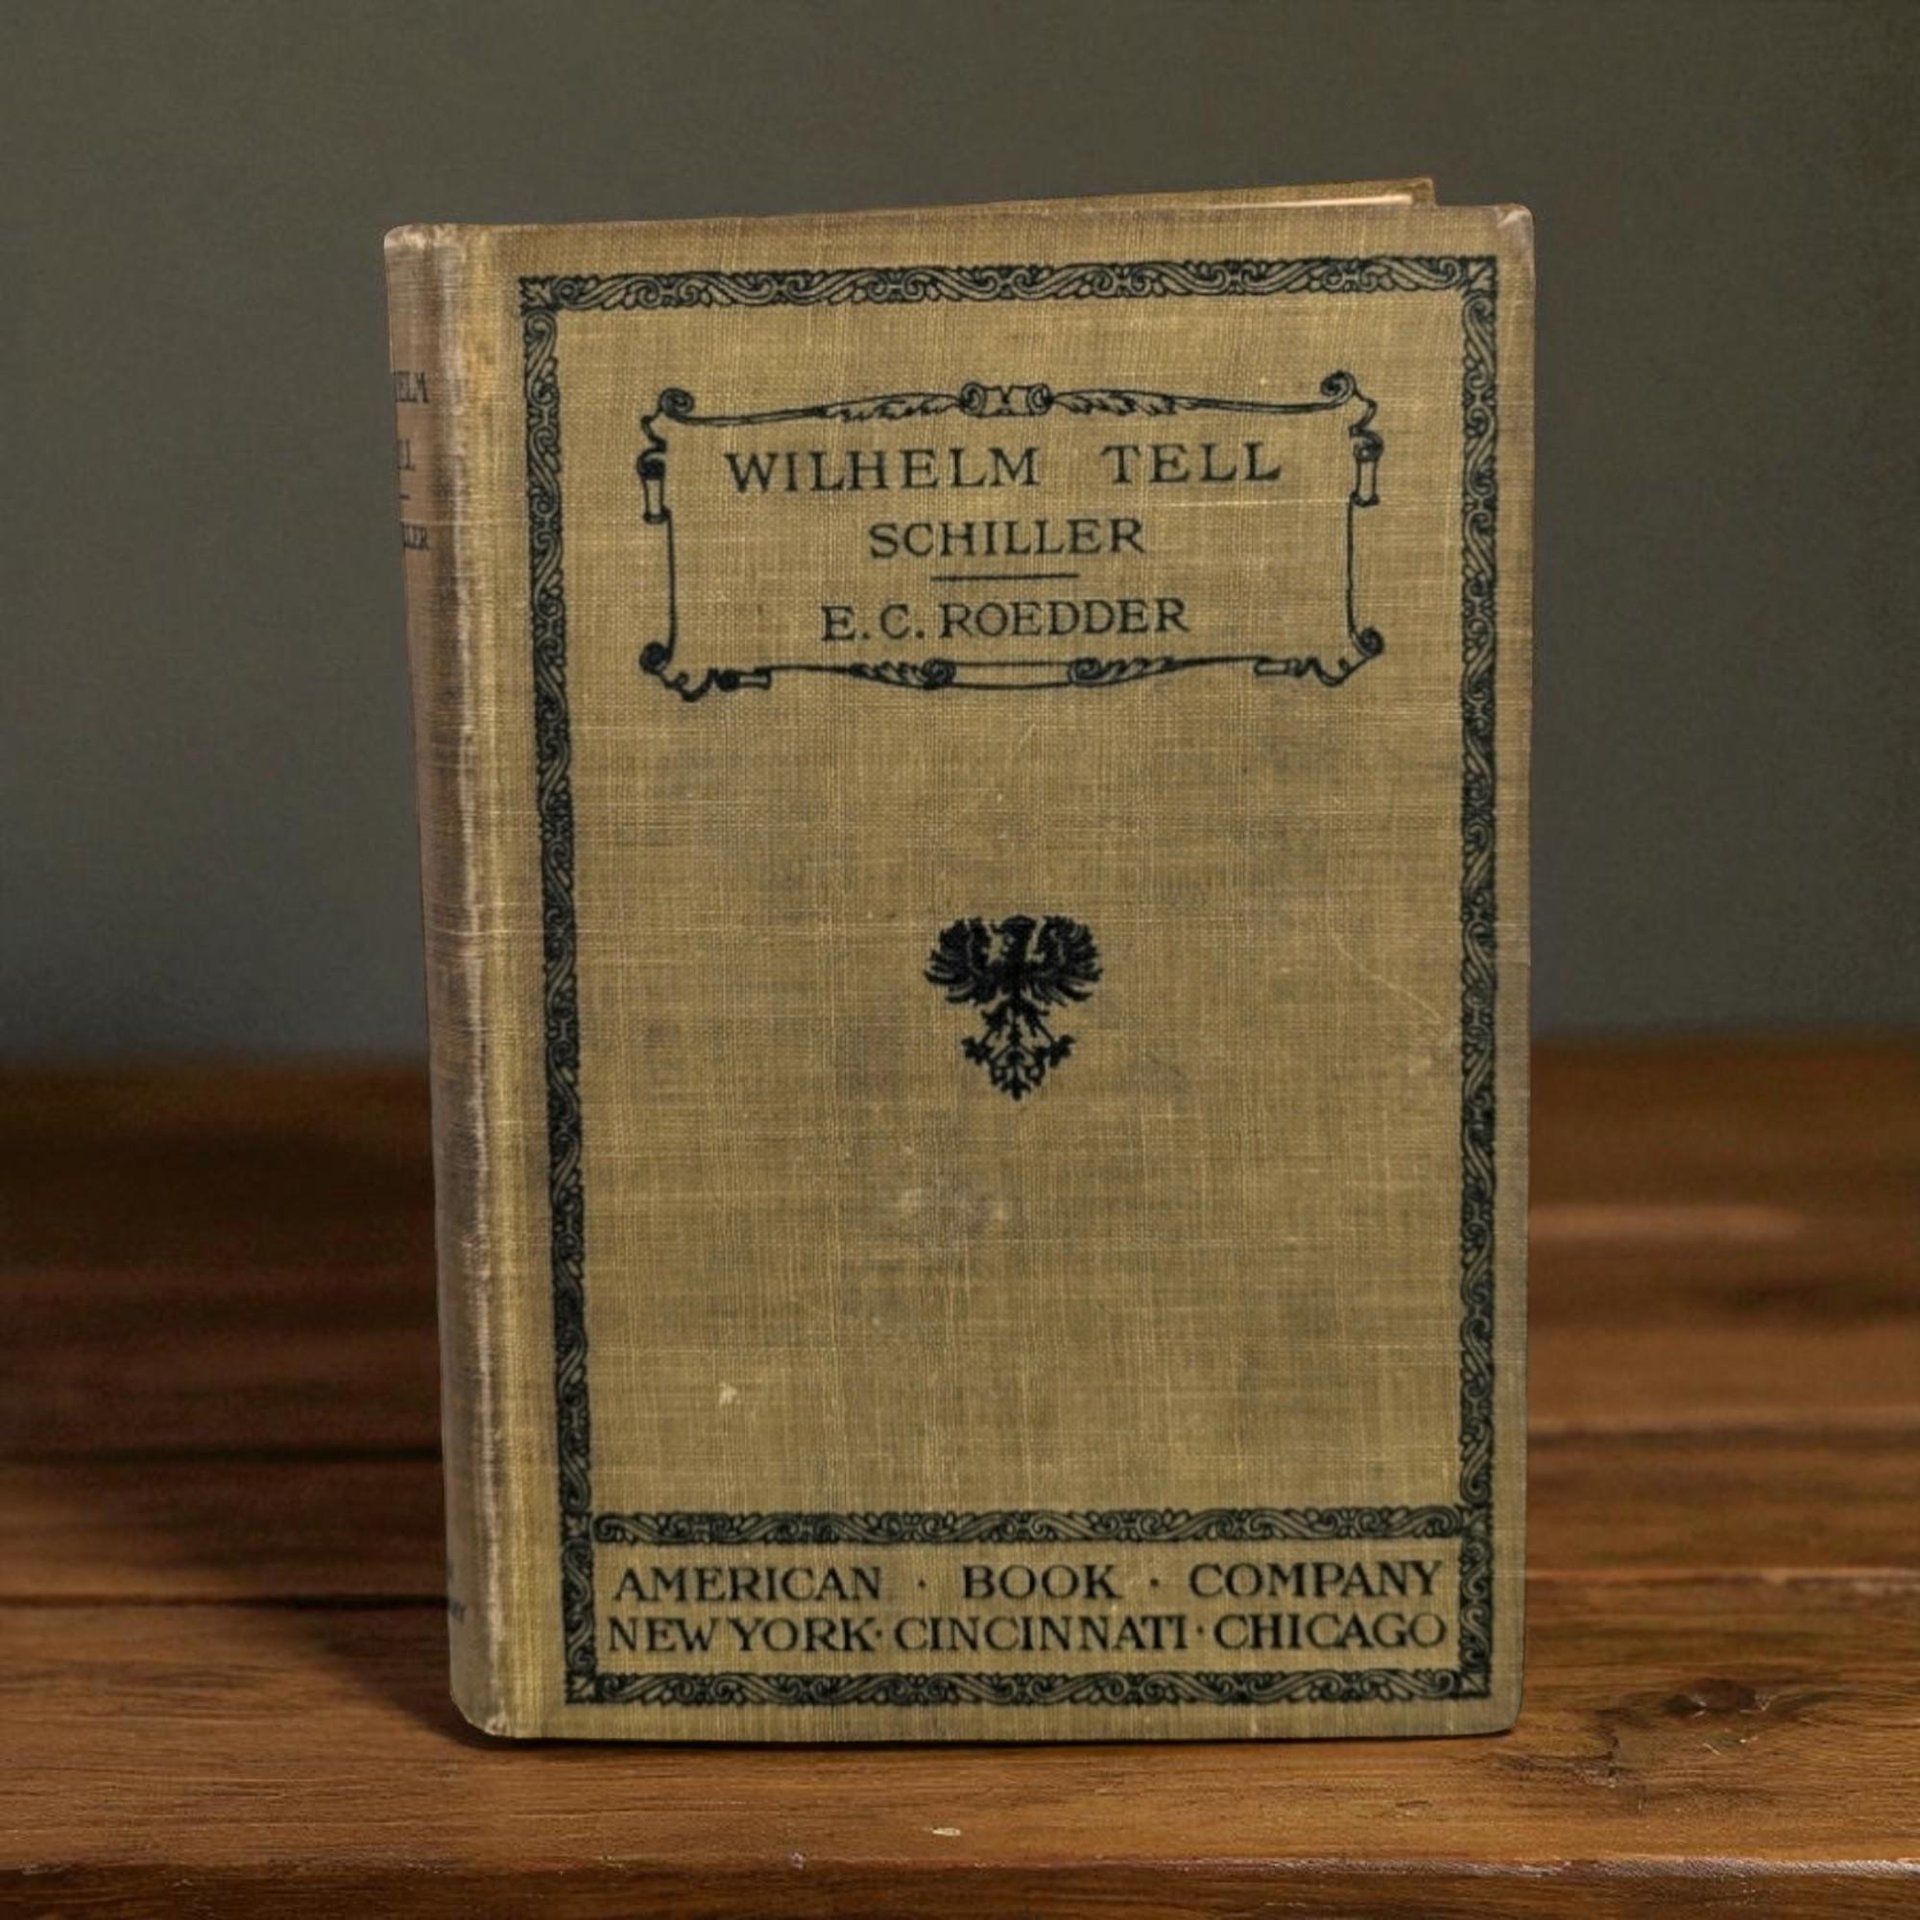 WILHELM TELL
SCHILLER
E. C. ROEDDER
AMERICAN · BOOK · COMPANY
NEW YORK · CINCINNATI · CHICAGO